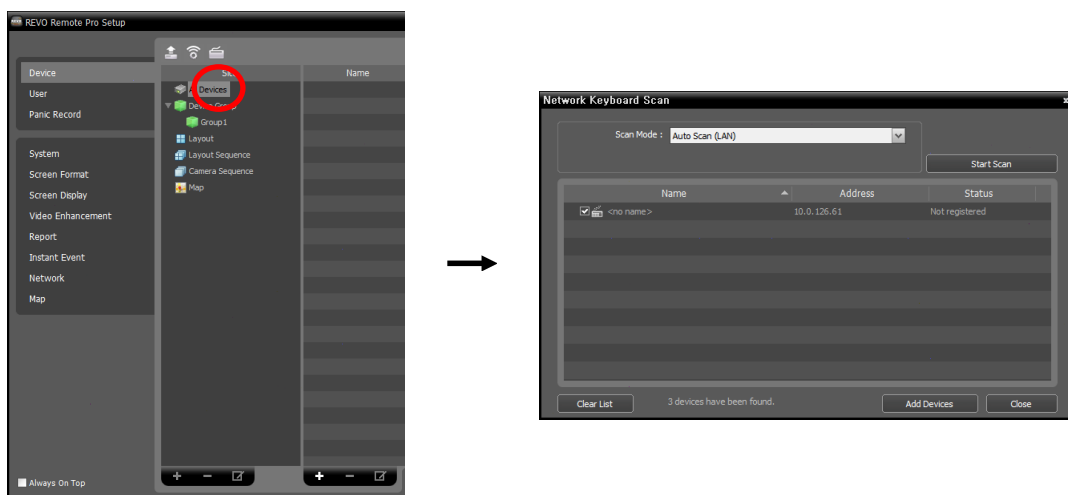 REVO Remote Pro Setup
Device
User
Panic Record
System
Screen Format
Screen Display
Video Enhancement
Report
Instant Event
Network
Map
Always On Top
Name
Devices
Device Group
Group1
Layout
Layout Sequence
Camera Sequence
Map
Network Keyboard Scan
Scan Mode : Auto Scan (LAN)
Start Scan
Name Address Status
<no name> 10.0.126.61 Not registered
Clear List 3 devices have been found. Add Devices Close